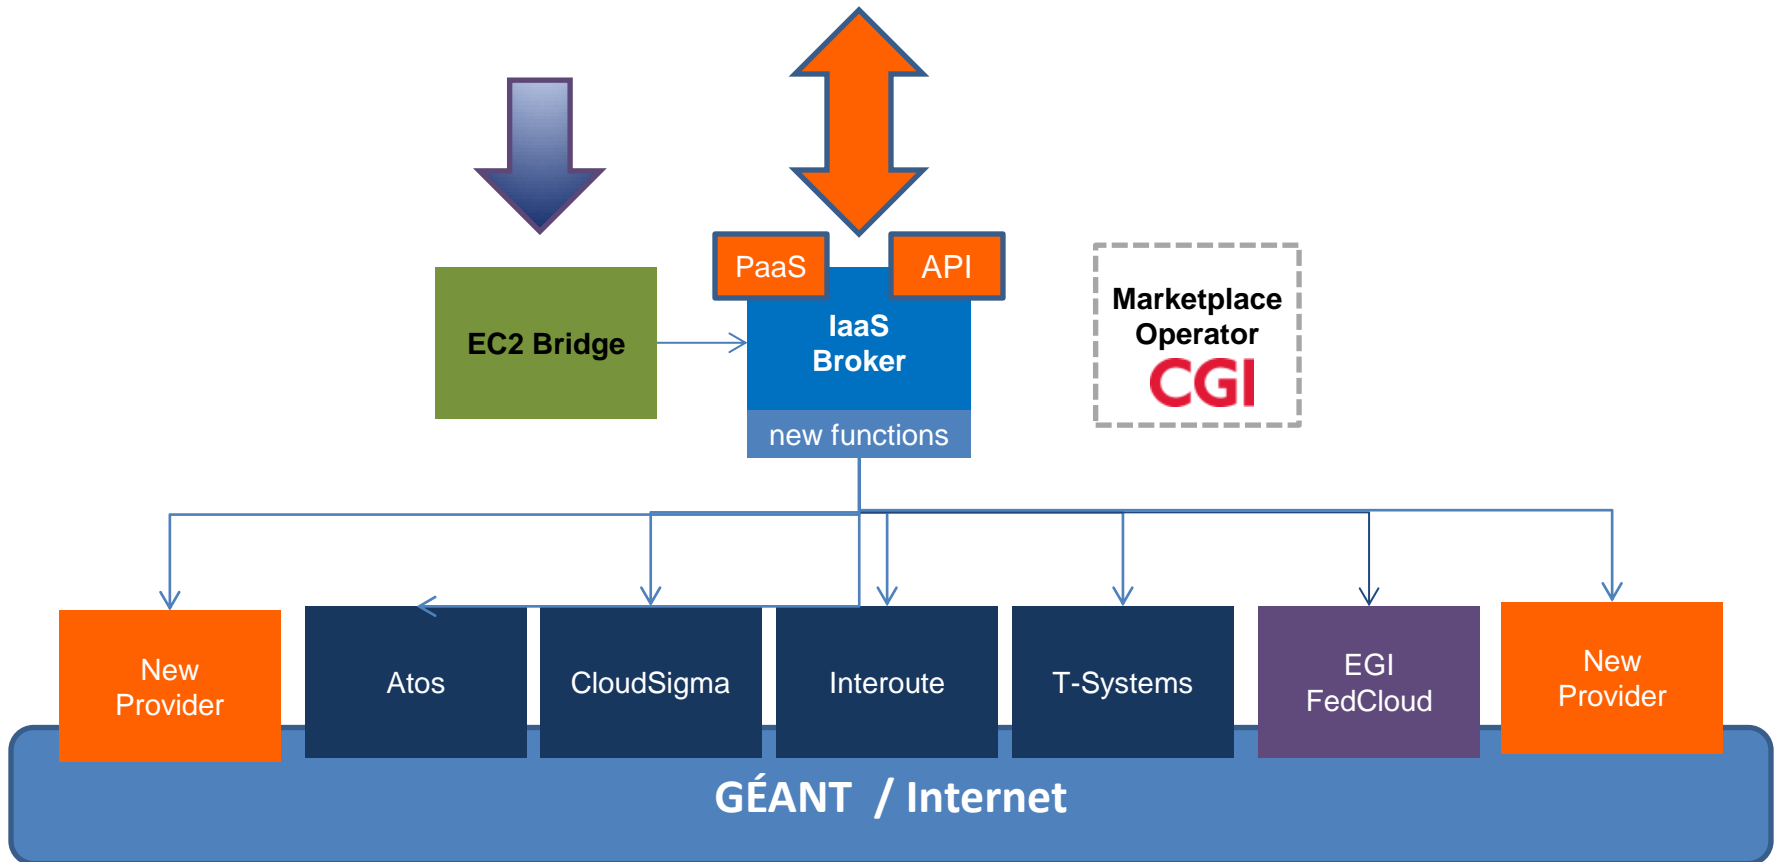 PaaS
API
EC2 Bridge
IaaS
Broker
new functions
Marketplace
Operator
CGI
New
Provider
Atos
CloudSigma
Interoute
T-Systems
EGI
FedCloud
New
Provider
GÉANT / Internet